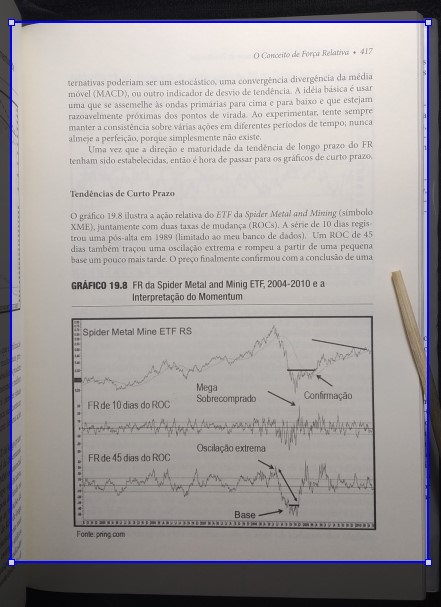 O Conceito de Força Relativa • 417
ternativas poderiam ser um estocástico, uma convergência divergência da média
móvel (MACD), ou outro indicador de desvio de tendência. A idéia básica é usar
uma que se assemelhe às ondas primárias para cima e para baixo e que estejam
razoavelmente próximas dos pontos de virada. Ao experimentar, tente sempre
manter a consistência sobre várias ações em diferentes períodos de tempo; nunca
almeje a perfeição, porque simplesmente não existe.
Uma vez que a direção e maturidade da tendência de longo prazo do FR
tenham sido estabelecidas, então é hora de passar para os gráficos de curto prazo.
Tendências de Curto Prazo
O gráfico 19.8 ilustra a ação relativa do ETF da Spider Metal and Mining (símbolo
XME), juntamente com duas taxas de mudança (ROCs). A série de 10 dias regis-
trou uma pós-alta em 1989 (limitado ao meu banco de dados). Um ROC de 45
dias também traçou uma oscilação extrema e rompeu a partir de uma pequena
base um pouco mais tarde. O preço finalmente confirmou com a conclusão de uma
GRÁFICO 19.8 FR da Spider Metal and Minig ETF, 2004-2010 e a
Interpretação do Momentum
Spider Metal Mine ETF RS
Mega
Sobrecomprado
Confirmação
FR de 10 dias do ROC
Oscilação extrema
FR de 45 dias do ROC
Base
Fonte: pring.com